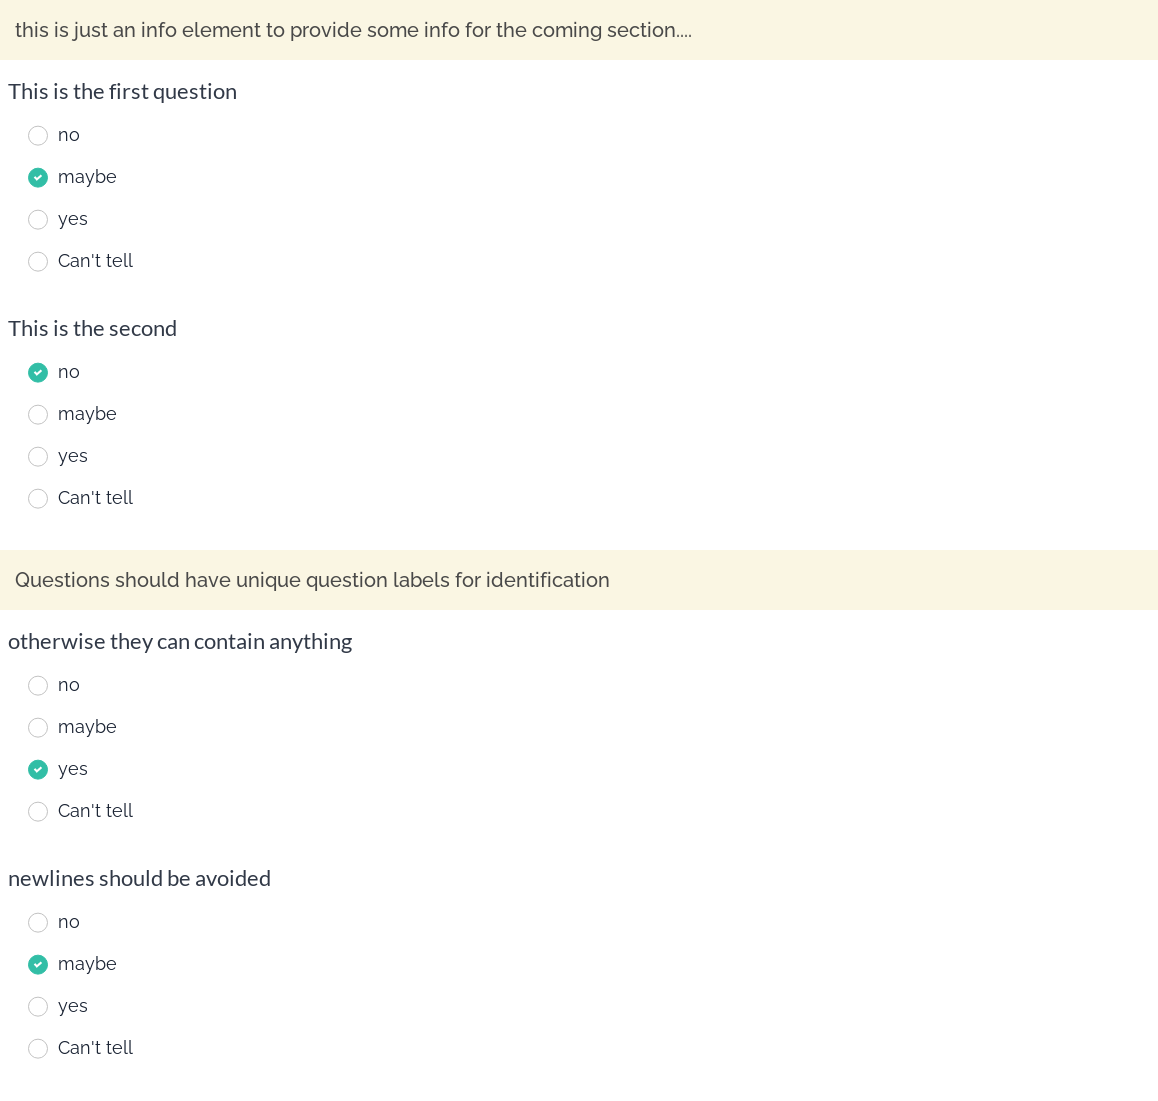 this is just an info element to provide some info for the coming section....
This is the first question
no
maybe
yes
Can't tell
This is the second
no
maybe
yes
Can't tell
Questions should have unique question labels for identification
otherwise they can contain anything
no
maybe
yes
Can't tell
newlines should be avoided
no
maybe
yes
Can't tell